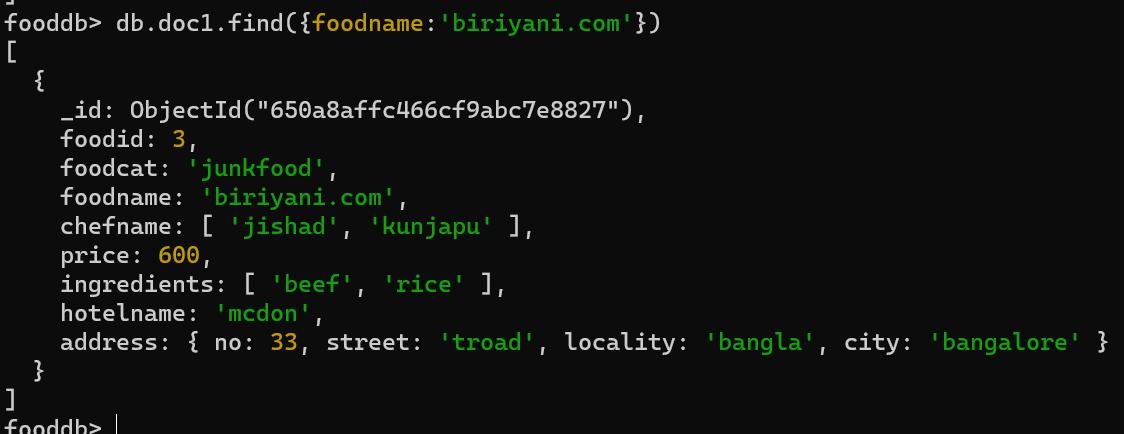 ]
fooddb> db.doc1.find({foodname:'biriyani.com'})
[
  {
    _id: ObjectId("650a8affc466cf9abc7e8827"),
    foodid: 3,
    foodcat: 'junkfood',
    foodname: 'biriyani.com',
    chefname: [ 'jishad', 'kunjapu' ],
    price: 600,
    ingredients: [ 'beef', 'rice' ],
    hotelname: 'mcdon',
    address: { no: 33, street: 'troad', locality: 'bangla', city: 'bangalore' }
  }
]
fooddb>